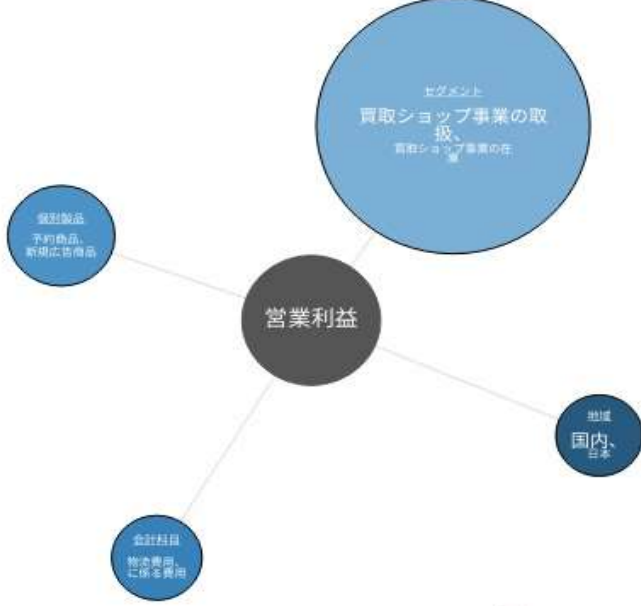 セグメント
買取ショップ事業の取
扱、
買取ショップ事業の在
庫
個別製品
予約商品、
新規広告商品
営業利益
地域
国内、
日本
会計科目
物流費用、
に係る費用